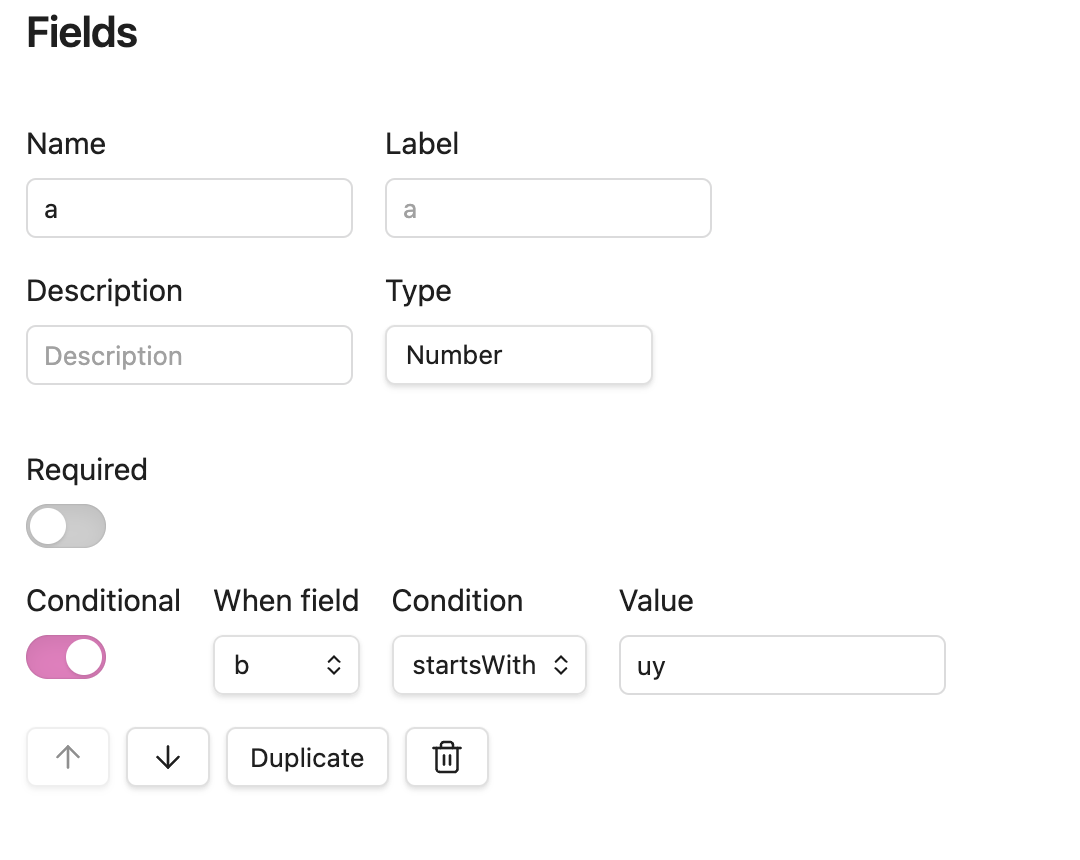 Fields
Name Label
a a
Description Type
Description Number
Required
Conditional When field Condition Value
b startsWith uy
Duplicate